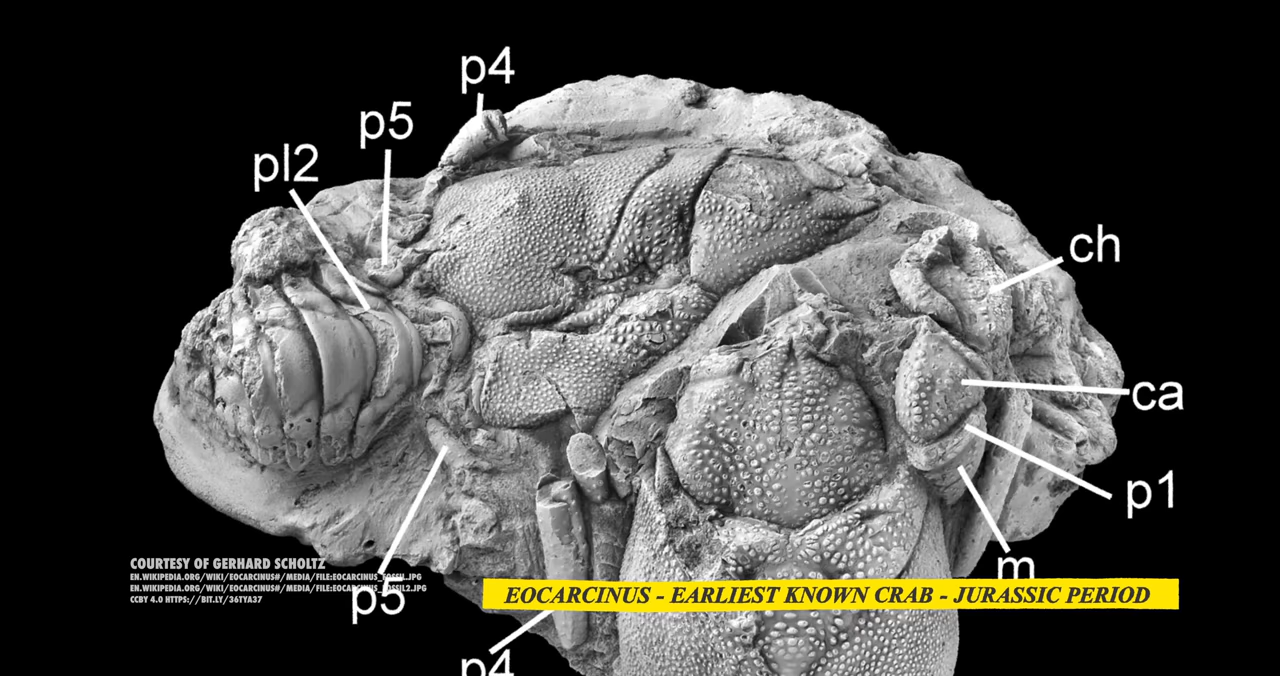 p4
p5
pl2
ch
ca
p1
m
p5
p4
COURTESY OF GERHARD SCHOLTZ
EN.WIKIPEDIA.ORG/WIKI/EOCARCINUS#/MEDIA/FILE:EOCARCINUS_FOSSIL.JPG
EN.WIKIPEDIA.ORG/WIKI/EOCARCINUS#/MEDIA/FILE:EOCARCINUS_FOSSIL2.JPG
CCBY 4.0 HTTPS://BIT.LY/36TYA37
EOCARCINUS - EARLIEST KNOWN CRAB - JURASSIC PERIOD